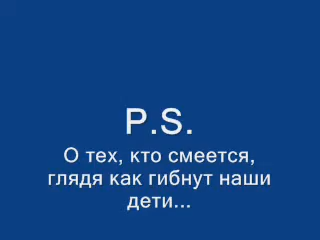 P.S.
О тех, кто смеется,
глядя как гибнут наши
дети...